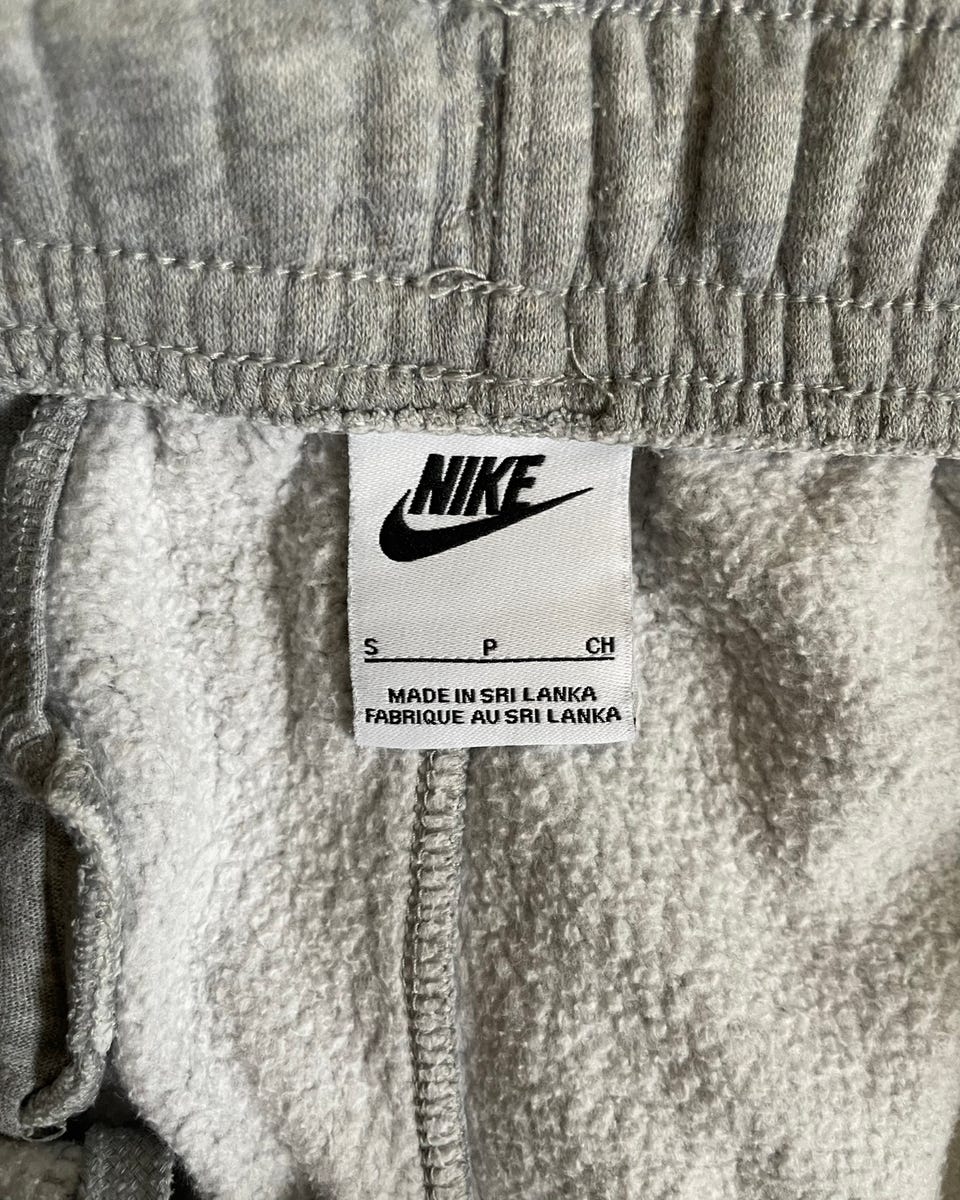 NIKE
S P CH
MADE IN SRI LANKA
FABRIQUE AU SRI LANKA